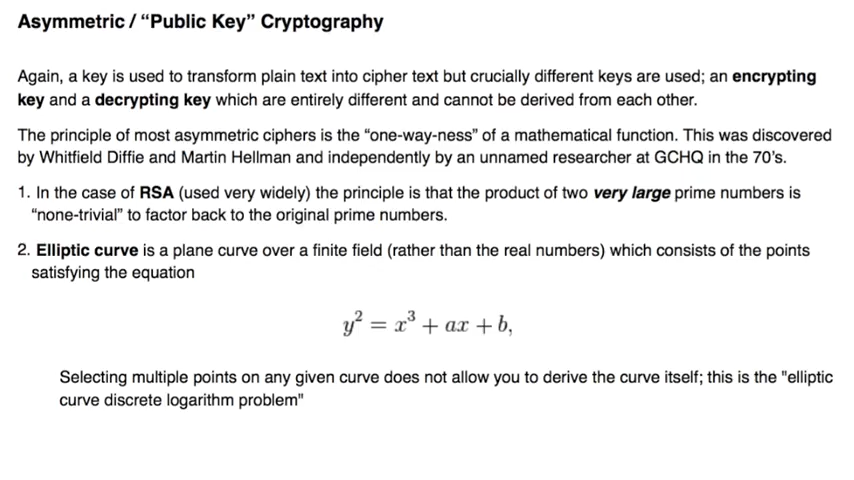 Asymmetric / “Public Key” Cryptography
Again, a key is used to transform plain text into cipher text but crucially different keys are used; an encrypting
key and a decrypting key which are entirely different and cannot be derived from each other.
The principle of most asymmetric ciphers is the “one-way-ness” of a mathematical function. This was discovered
by Whitfield Diffie and Martin Hellman and independently by an unnamed researcher at GCHQ in the 70’s.
1. In the case of RSA (used very widely) the principle is that the product of two very large prime numbers is
“none-trivial” to factor back to the original prime numbers.
2. Elliptic curve is a plane curve over a finite field (rather than the real numbers) which consists of the points
satisfying the equation
y² = x³ + ax + b,
Selecting multiple points on any given curve does not allow you to derive the curve itself; this is the "elliptic
curve discrete logarithm problem"